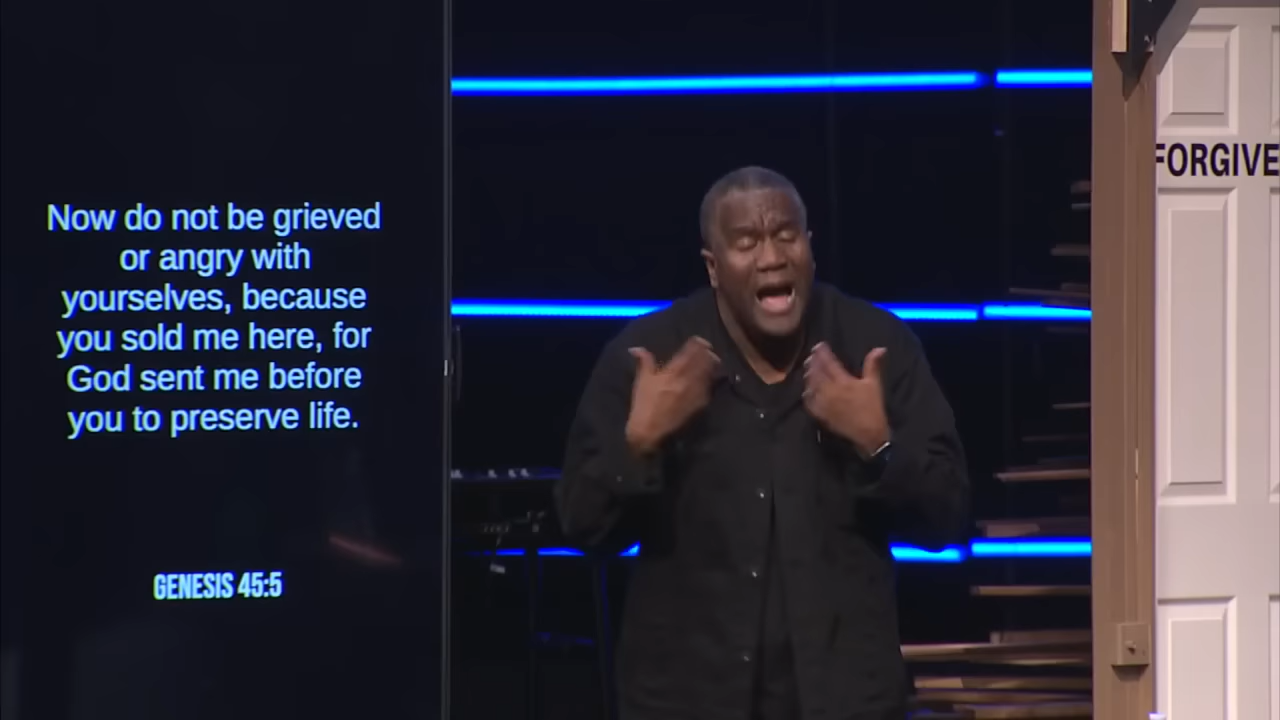 Now do not be grieved
or angry with
yourselves, because
you sold me here, for
God sent me before
you to preserve life.
GENESIS 45:5
FORGIVE